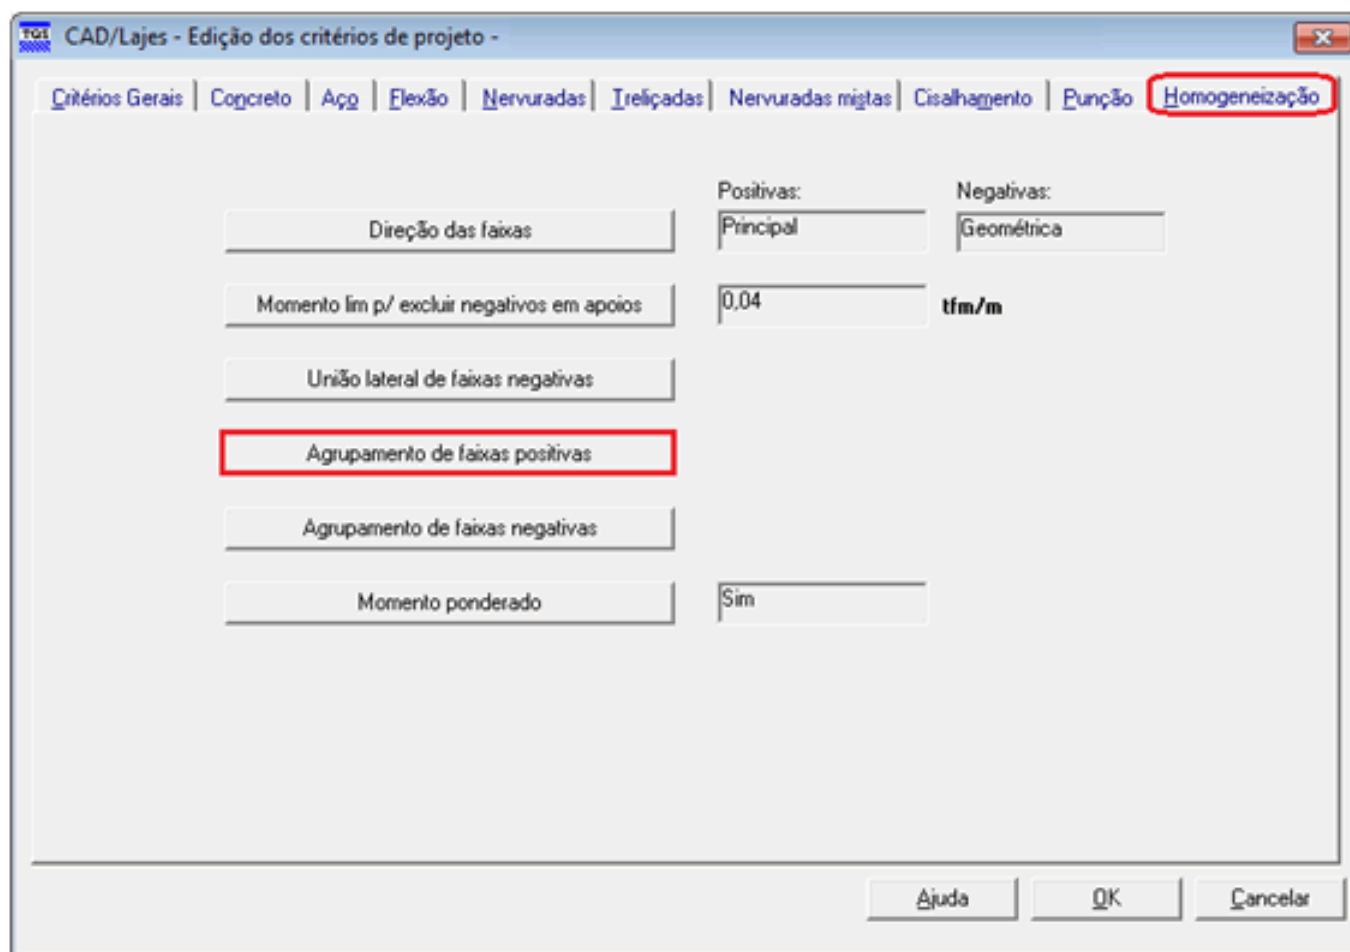 TQS CAD/Lajes - Edição dos critérios de projeto -
Critérios Gerais Concreto Aço Flexão Nervuradas Treliçadas Nervuradas mistas Cisalhamento Punção Homogeneização
Positivas: Negativas:
Direção das faixas Principal Geométrica
Momento lim p/ excluir negativos em apoios 0,04 tfm/m
União lateral de faixas negativas
Agrupamento de faixas positivas
Agrupamento de faixas negativas
Momento ponderado Sim
Ajuda OK Cancelar